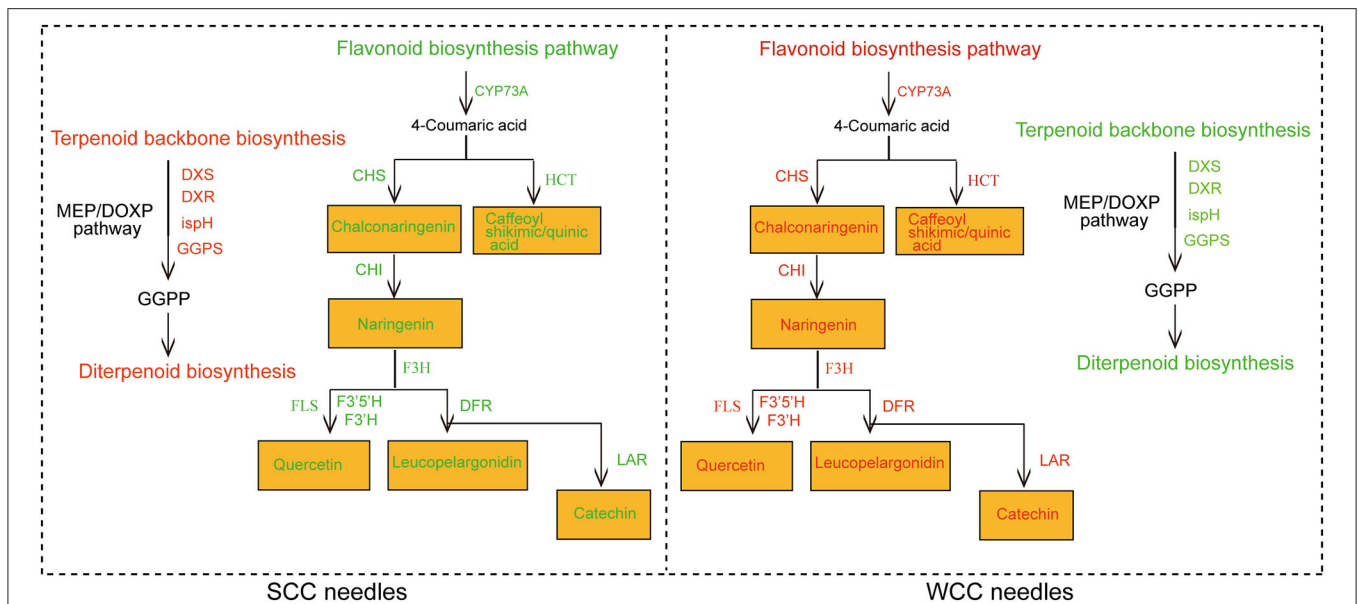 Flavonoid biosynthesis pathway
CYP73A
4-Coumaric acid
Terpenoid backbone biosynthesis
DXS
DXR
MEP/DOXP
pathway
ispH
GGPS
GGPP
Diterpenoid biosynthesis
CHS
HCT
Chalconaringenin
Caffeoyl
shikimic/quinic
acid
CHI
Naringenin
F3H
FLS
F3'5'H
F3'H
DFR
Quercetin
Leucopelargonidin
LAR
Catechin
SCC needles
Flavonoid biosynthesis pathway
CYP73A
4-Coumaric acid
CHS
HCT
Chalconaringenin
Caffeoyl
shikimic/quinic
acid
CHI
Naringenin
F3H
FLS
F3'5'H
F3'H
DFR
Quercetin
Leucopelargonidin
LAR
Catechin
Terpenoid backbone biosynthesis
DXS
DXR
MEP/DOXP
pathway
ispH
GGPS
GGPP
Diterpenoid biosynthesis
WCC needles